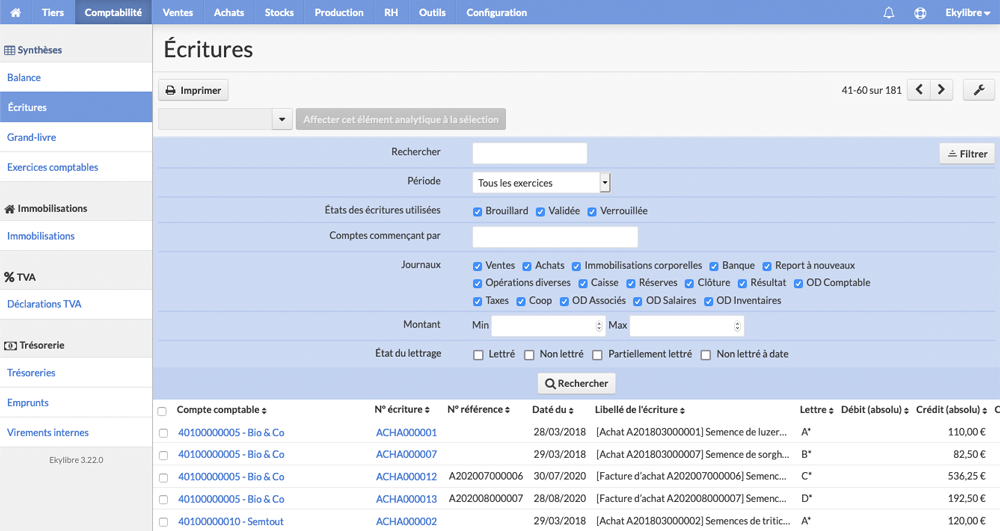 Tiers Comptabilité Ventes Achats Stocks Production RH Outils Configuration Ekylibre
Synthèses
Balance
Écritures
Grand-livre
Exercices comptables
Immobilisations
Immobilisations
TVA
Déclarations TVA
Trésorerie
Trésoreries
Emprunts
Virements internes
Ekylibre 3.22.0
Écritures
Imprimer 41-60 sur 181
Affecter cet élément analytique à la sélection
Rechercher Filtrer
Période Tous les exercices
États des écritures utilisées Brouillard Validée Verrouillée
Comptes commençant par
Journaux Ventes Achats Immobilisations corporelles Banque Report à nouveaux
Opérations diverses Caisse Réserves Clôture Résultat OD Comptable
Taxes Coop OD Associés OD Salaires OD Inventaires
Montant Min Max
État du lettrage Lettré Non lettré Partiellement lettré Non lettré à date
Rechercher
Compte comptable N° écriture N° référence Date du Libellé de l'écriture Lettre Débit (absolu) Crédit (absolu) C
40100000005 - Bio & Co ACHA000001 28/03/2018 [Achat A201803000001] Semence de luzer... A* 110,00 €
40100000005 - Bio & Co ACHA000007 29/03/2018 [Achat A201803000007] Semence de sorgh... B* 82,50 €
40100000005 - Bio & Co ACHA000012 A202007000006 30/07/2020 [Facture d'achat A202007000006] Semenc... C* 536,25 €
40100000005 - Bio & Co ACHA000013 A202008000007 28/08/2020 [Facture d'achat A202008000007] Semenc... D* 192,50 €
40100000010 - Semtout ACHA000002 29/03/2018 [Achat A201803000002] Semences de tritic... A* 120,00 €